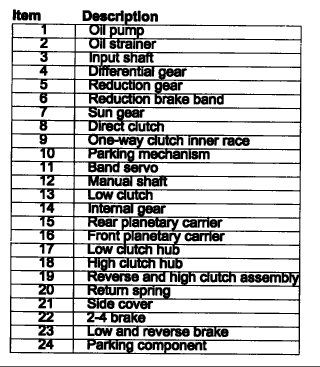 Item Description
1 Oil pump
2 Oil strainer
3 Input shaft
4 Differential gear
5 Reduction gear
6 Reduction brake band
7 Sun gear
8 Direct clutch
9 One-way clutch inner race
10 Parking mechanism
11 Band servo
12 Manual shaft
13 Low clutch
14 Internal gear
15 Rear planetary carrier
16 Front planetary carrier
17 Low clutch hub
18 High clutch hub
19 Reverse and high clutch assembly
20 Return spring
21 Side cover
22 2-4 brake
23 Low and reverse brake
24 Parking component